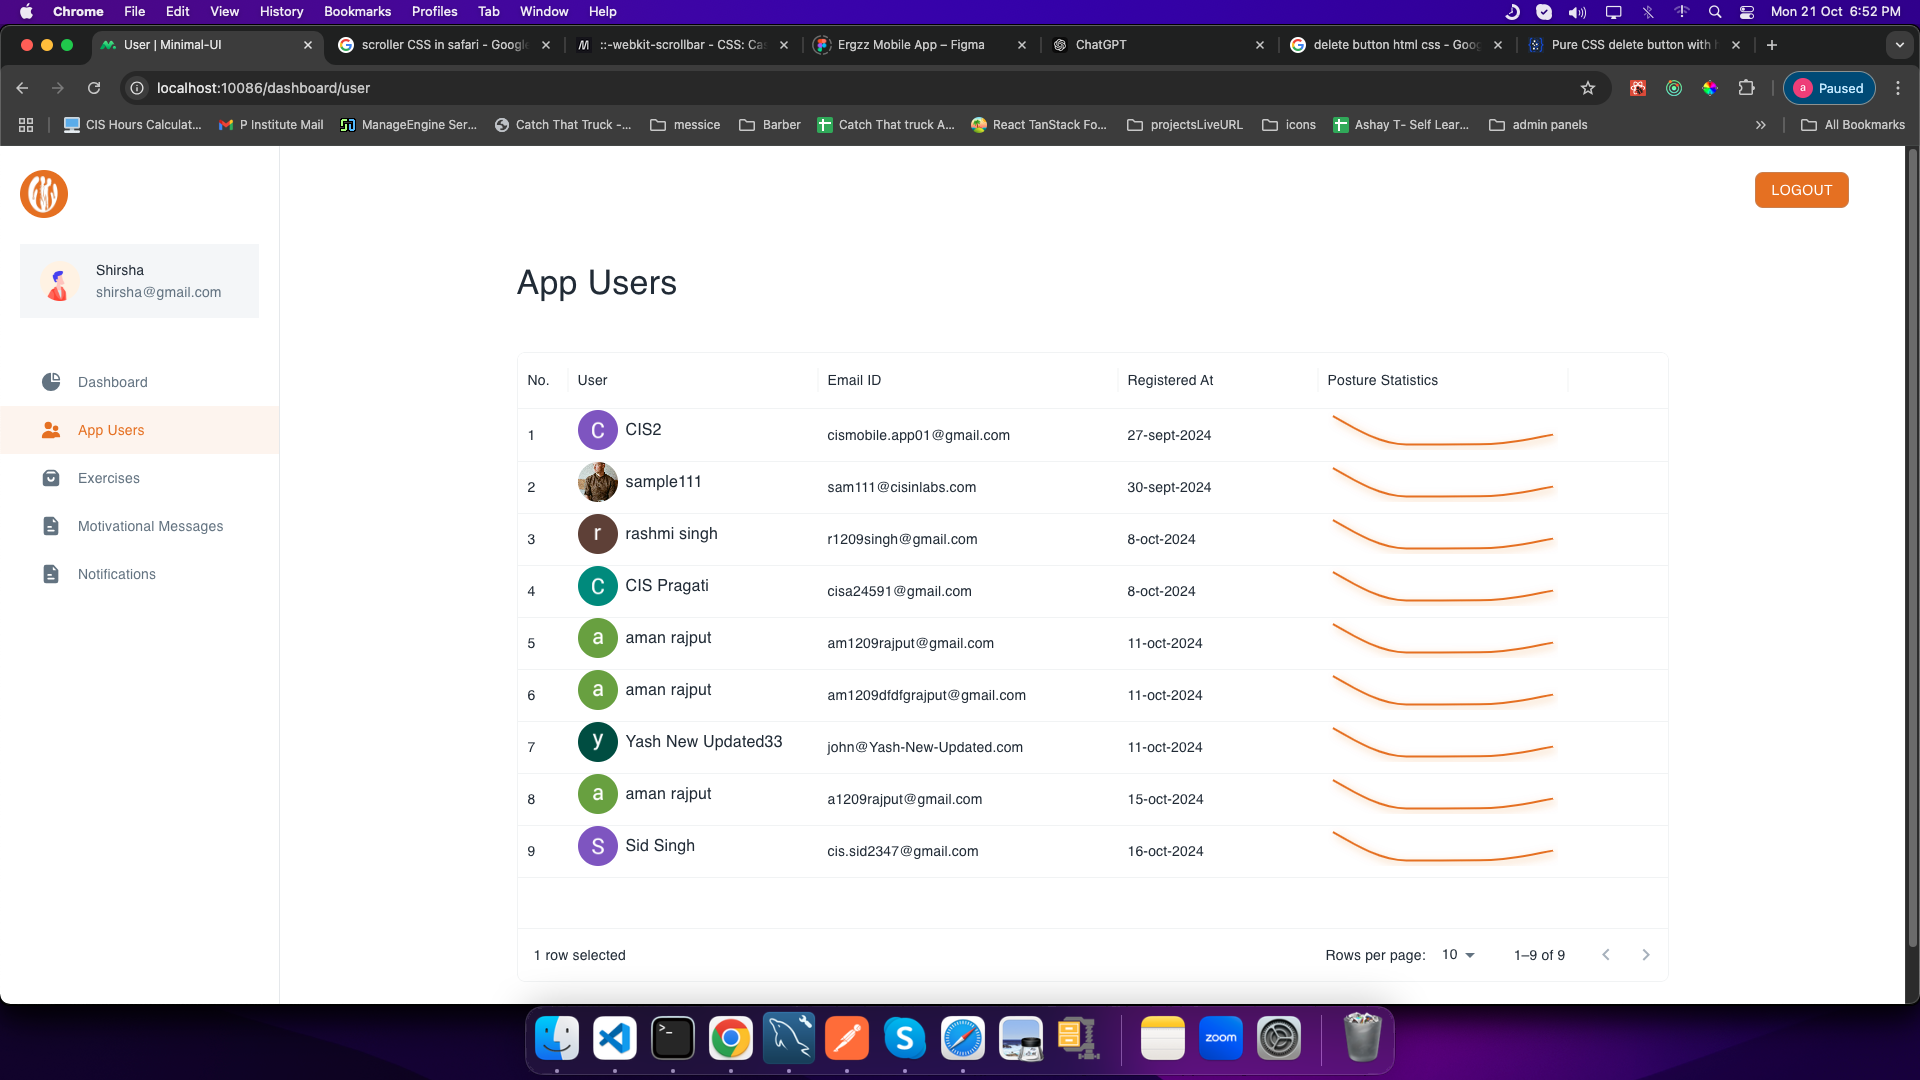 Chrome File Edit View History Bookmarks Profiles Tab Window Help Mon 21 Oct 6:52 PM
User | Minimal-UI scroller CSS in safari - Google ::-webkit-scrollbar - CSS: Cas Ergzz Mobile App – Figma ChatGPT delete button html css - Goog Pure CSS delete button with h
localhost:10086/dashboard/user a Paused
CIS Hours Calculat... P Institute Mail ManageEngine Ser... Catch That Truck -... messice Barber Catch That truck A... React TanStack Fo... projectsLiveURL icons Ashay T- Self Lear... admin panels » All Bookmarks
LOGOUT
Shirsha
shirsha@gmail.com
Dashboard
App Users
Exercises
Motivational Messages
Notifications
App Users
No. User Email ID Registered At Posture Statistics
1 C CIS2 cismobile.app01@gmail.com 27-sept-2024
2 sample111 sam111@cisinlabs.com 30-sept-2024
3 r rashmi singh r1209singh@gmail.com 8-oct-2024
4 C CIS Pragati cisa24591@gmail.com 8-oct-2024
5 a aman rajput am1209rajput@gmail.com 11-oct-2024
6 a aman rajput am1209dfdfgrajput@gmail.com 11-oct-2024
7 y Yash New Updated33 john@Yash-New-Updated.com 11-oct-2024
8 a aman rajput a1209rajput@gmail.com 15-oct-2024
9 S Sid Singh cis.sid2347@gmail.com 16-oct-2024
1 row selected Rows per page: 10 1–9 of 9
zoom